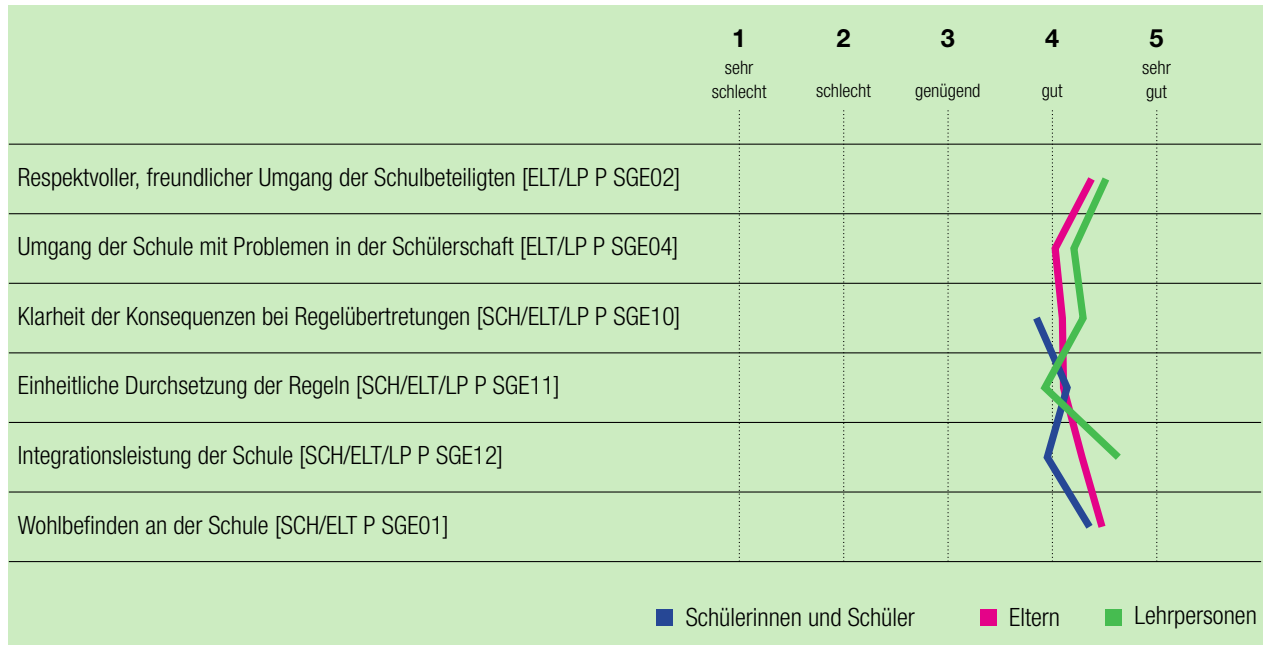 1 2 3 4 5
sehr schlecht schlecht genügend gut sehr gut
Respektvoller, freundlicher Umgang der Schulbeteiligten [ELT/LP P SGE02]
Umgang der Schule mit Problemen in der Schülerschaft [ELT/LP P SGE04]
Klarheit der Konsequenzen bei Regelübertretungen [SCH/ELT/LP P SGE10]
Einheitliche Durchsetzung der Regeln [SCH/ELT/LP P SGE11]
Integrationsleistung der Schule [SCH/ELT/LP P SGE12]
Wohlbefinden an der Schule [SCH/ELT P SGE01]
Schülerinnen und Schüler Eltern Lehrpersonen